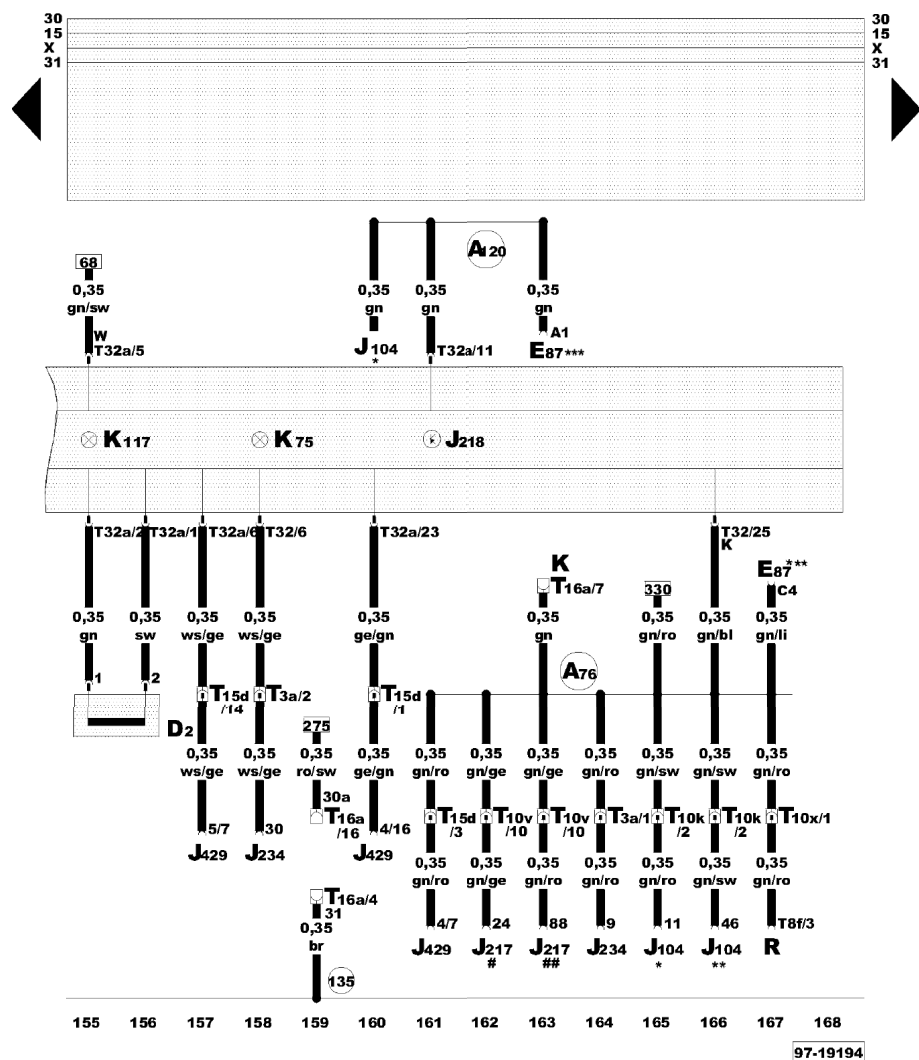 30 30
15 15
X X
31 31
A120
68
0,35 0,35 0,35 0,35
gn/sw gn gn gn
W A1
T32a/5 J104 T32a/11 E87***
*
K117 K75 J218
T32a/2 T32a/1 T32a/6 T32/6 T32a/23 T32/25
K
K E87***
T16a/7 330 C4
0,35 0,35 0,35 0,35 0,35 0,35 0,35 0,35 0,35
gn sw ws/ge ws/ge ge/gn gn gn/ro gn/bl gn/li
A76
1 2
T15d/14 T3a/2 T15d/1
D2 275
0,35 0,35 0,35 0,35 0,35 0,35 0,35 0,35 0,35 0,35 0,35
ws/ge ws/ge ro/sw ge/gn gn/ro gn/ge gn/ge gn/ro gn/sw gn/sw gn/ro
30a
T16a/16 T15d/3 T10v/10 T10v/10 T3a/1 T10k/2 T10k/2 T10x/1
5/7 30 4/16
J429 J234 J429
0,35 0,35 0,35 0,35 0,35 0,35 0,35
gn/ro gn/ge gn/ro gn/ro gn/ro gn/sw gn/ro
T16a/4
31
0,35
br
4/7 24 88 9 11 46 T8f/3
J429 J217 J217 J234 J104 J104 R
# ## * **
135
155 156 157 158 159 160 161 162 163 164 165 166 167 168
97-19194